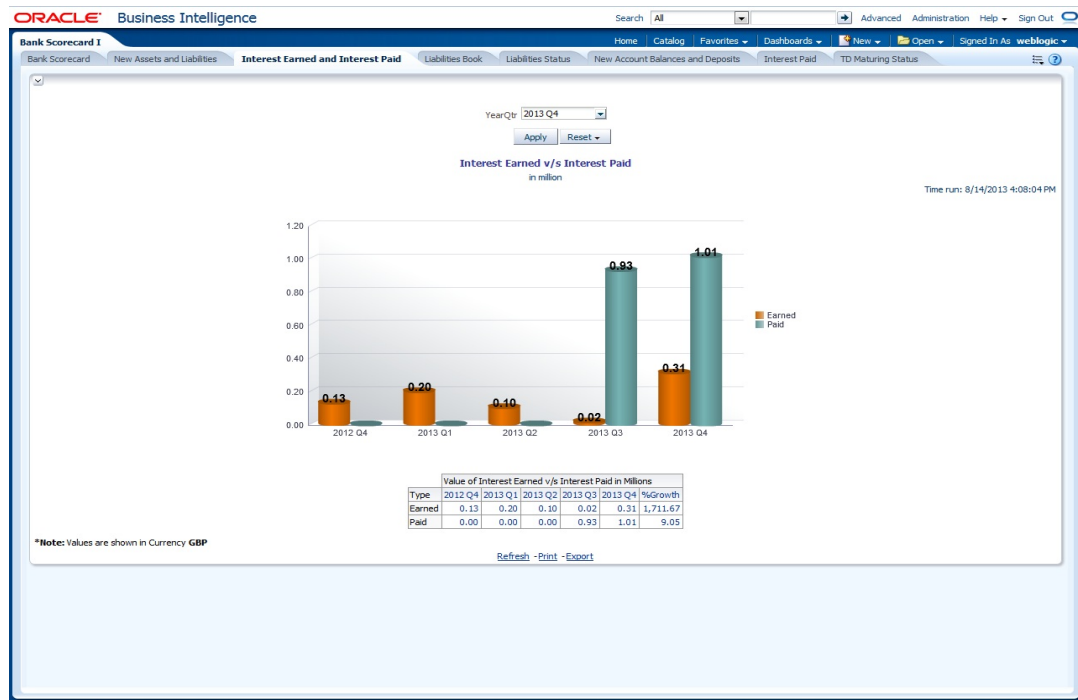 ORACLE Business Intelligence
Search All Advanced Administration Help Sign Out
Bank Scorecard I
Home Catalog Favorites Dashboards New Open Signed In As weblogic
Bank Scorecard New Assets and Liabilities Interest Earned and Interest Paid Liabilities Book Liabilities Status New Account Balances and Deposits Interest Paid TD Maturing Status
YearQtr 2013 Q4
Apply Reset
Interest Earned v/s Interest Paid
in million
Time run: 8/14/2013 4:08:04 PM
1.20
1.00
0.80
0.60
0.40
0.20
0.00
0.13
0.20
0.10
0.02
0.93
0.31
1.01
2012 Q4 2013 Q1 2013 Q2 2013 Q3 2013 Q4
Earned
Paid
Value of Interest Earned v/s Interest Paid in Millions
Type 2012 Q4 2013 Q1 2013 Q2 2013 Q3 2013 Q4 %Growth
Earned 0.13 0.20 0.10 0.02 0.31 1,711.67
Paid 0.00 0.00 0.00 0.93 1.01 9.05
*Note: Values are shown in Currency GBP
Refresh - Print - Export